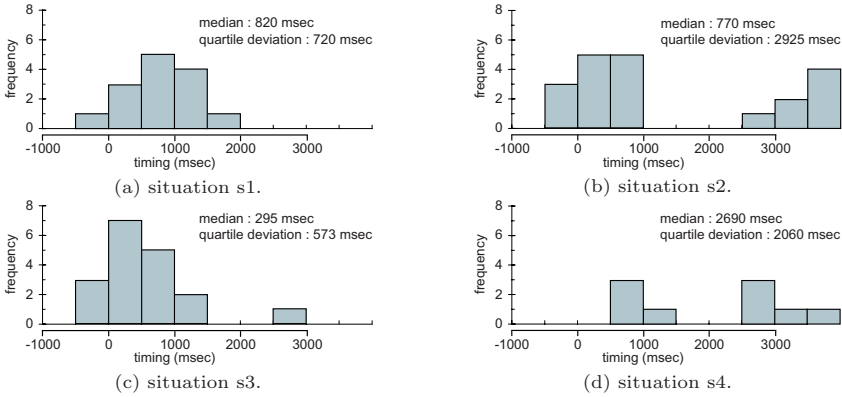 8
6
4
2
0
frequency
median : 820 msec
quartile deviation : 720 msec
-1000 0 1000 2000 3000
timing (msec)
(a) situation s1.
8
6
4
2
0
frequency
median : 770 msec
quartile deviation : 2925 msec
-1000 0 1000 2000 3000
timing (msec)
(b) situation s2.
8
6
4
2
0
frequency
median : 295 msec
quartile deviation : 573 msec
-1000 0 1000 2000 3000
timing (msec)
(c) situation s3.
8
6
4
2
0
frequency
median : 2690 msec
quartile deviation : 2060 msec
-1000 0 1000 2000 3000
timing (msec)
(d) situation s4.